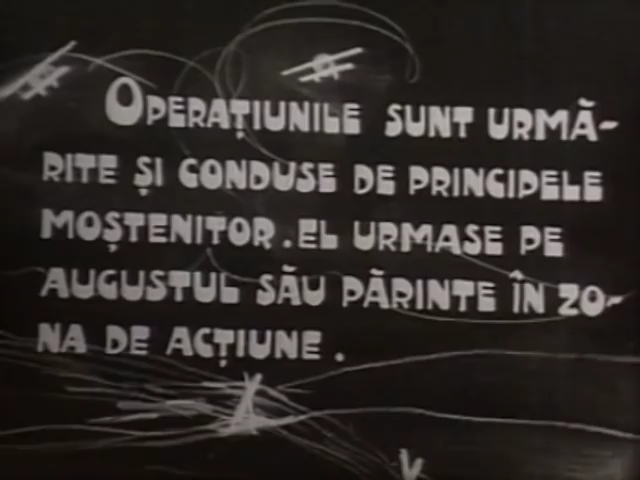 OPERAȚIUNILE SUNT URMĂ-
RITE ȘI CONDUSE DE PRINCIPELE
MOȘTENITOR. EL URMASE PE
AUGUSTUL SĂU PĂRINTE ÎN ZO-
NA DE ACȚIUNE.